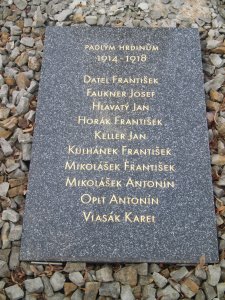 PADLÝM HRDINŮM
1914-1918
DATEL FRANTIŠEK
FAUKNER JOSEF
HLAVATÝ JAN
HORÁK FRANTIŠEK
KELLER JAN
KULHÁNEK FRANTIŠEK
MIKOLÁŠEK FRANTIŠEK
MIKOLÁŠEK ANTONÍN
OPLT ANTONÍN
VLASÁK KAREL